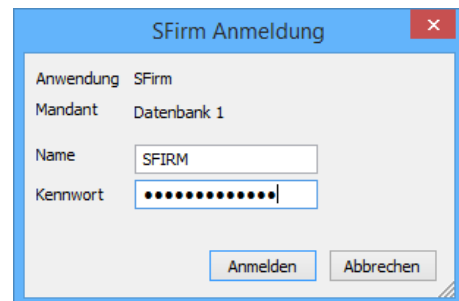 SFirm Anmeldung
Anwendung SFirm
Mandant Datenbank 1
Name SFIRM
Kennwort •••••••••••••
Anmelden Abbrechen